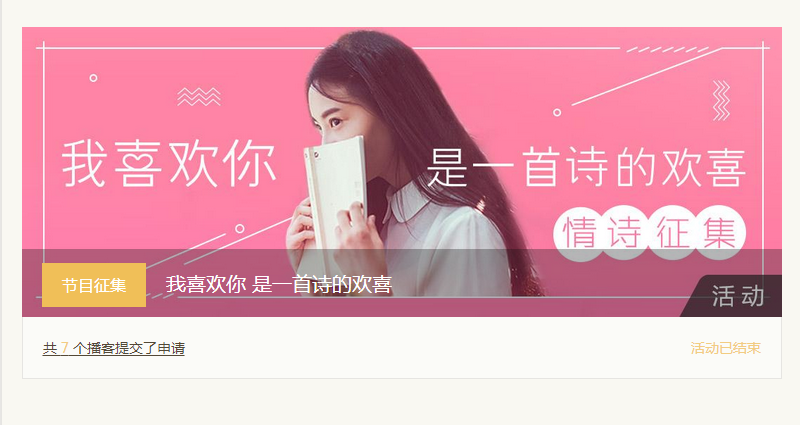 我喜欢你
是一首诗的欢喜
情诗征集
节目征集 我喜欢你 是一首诗的欢喜
活动
共 7 个播客提交了申请 活动已结束